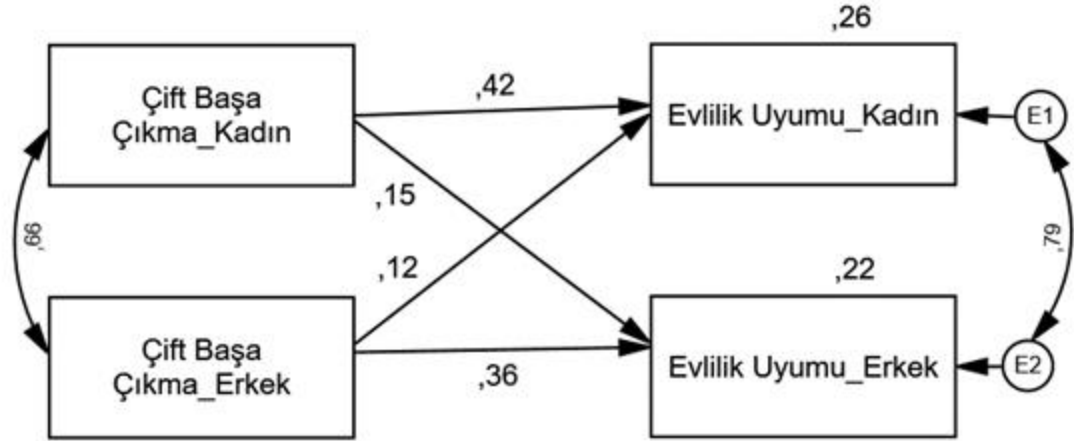 ,26
Çift Başa
Çıkma_Kadın
,42
Evlilik Uyumu_Kadın
E1
,15
,66
,79
,12
,22
Çift Başa
Çıkma_Erkek
,36
Evlilik Uyumu_Erkek
E2